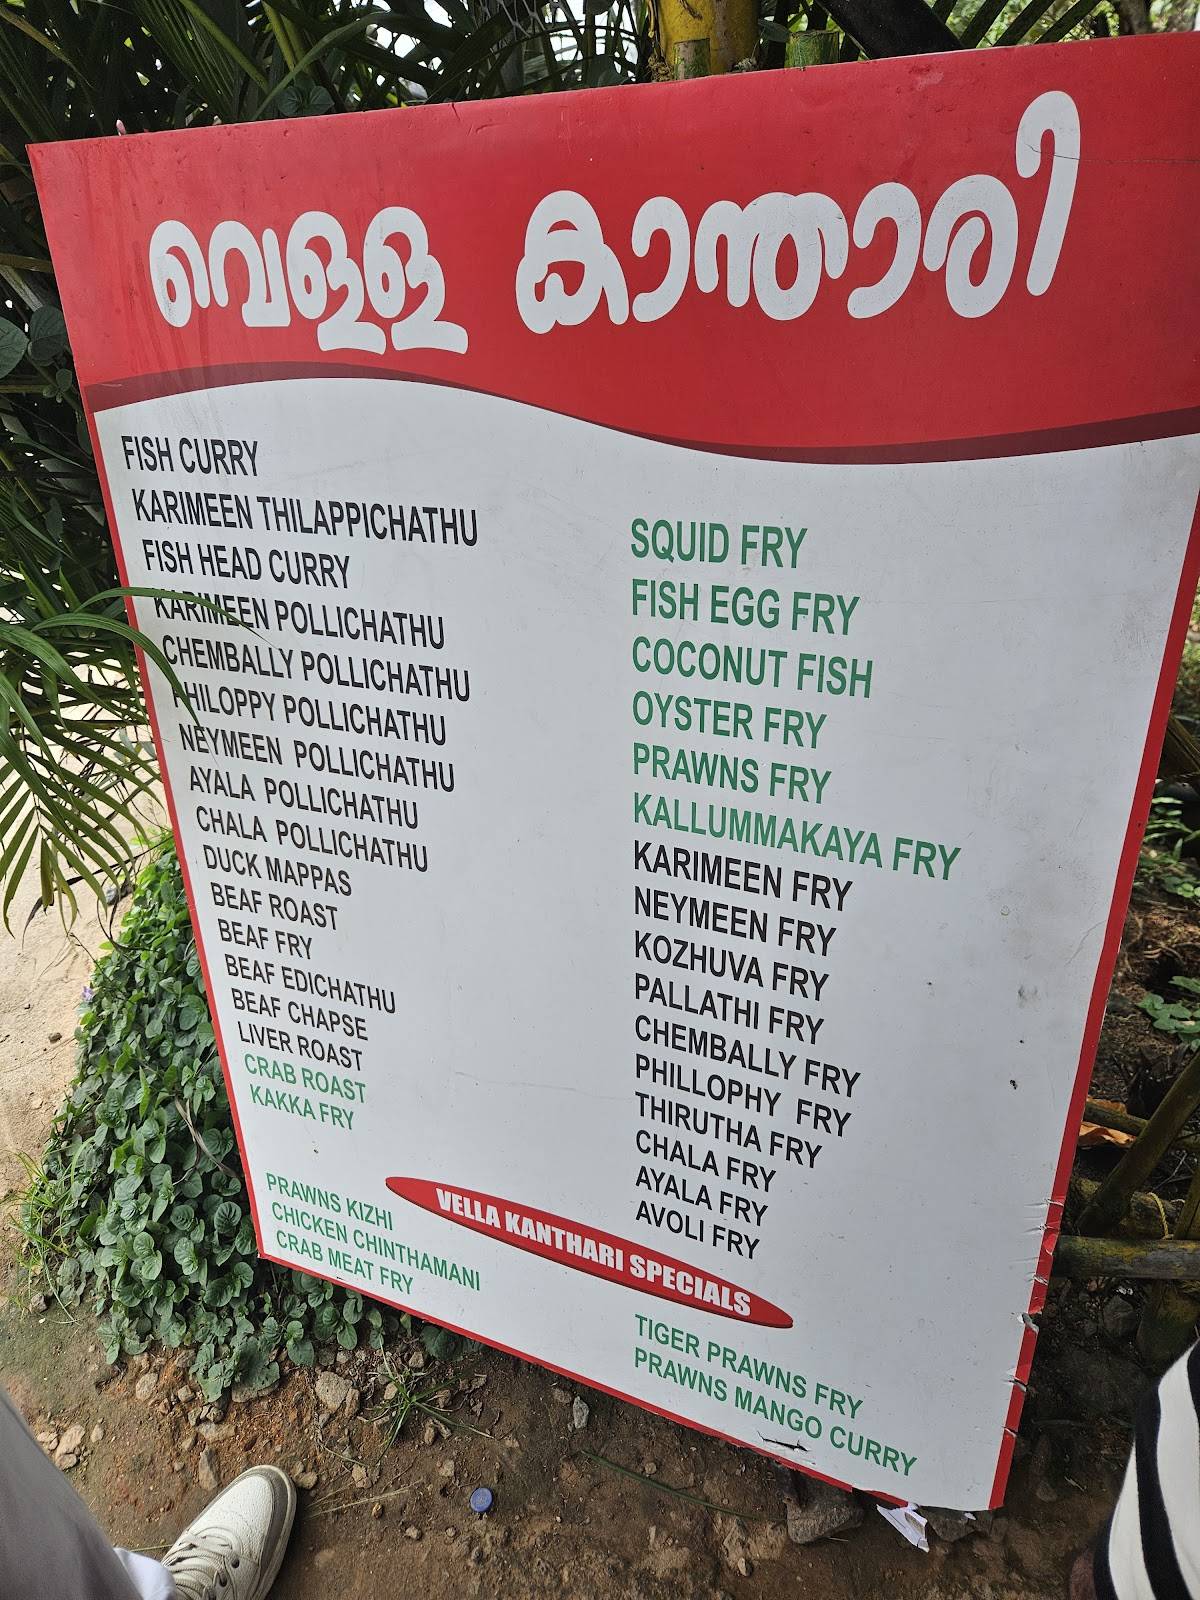 വെള്ള കാന്താരി
FISH CURRY
KARIMEEN THILAPPICHATHU
FISH HEAD CURRY
KARIMEEN POLLICHATHU
CHEMBALLY POLLICHATHU
PHILOPPY POLLICHATHU
NEYMEEN POLLICHATHU
AYALA POLLICHATHU
CHALA POLLICHATHU
DUCK MAPPAS
BEAF ROAST
BEAF FRY
BEAF EDICHATHU
BEAF CHAPSE
LIVER ROAST
CRAB ROAST
KAKKA FRY
SQUID FRY
FISH EGG FRY
COCONUT FISH
OYSTER FRY
PRAWNS FRY
KALLUMMAKAYA FRY
KARIMEEN FRY
NEYMEEN FRY
KOZHUVA FRY
PALLATHI FRY
CHEMBALLY FRY
PHILLOPHY FRY
THIRUTHA FRY
CHALA FRY
AYALA FRY
AVOLI FRY
VELLA KANTHARI SPECIALS
PRAWNS KIZHI
CHICKEN CHINTHAMANI
CRAB MEAT FRY
TIGER PRAWNS FRY
PRAWNS MANGO CURRY